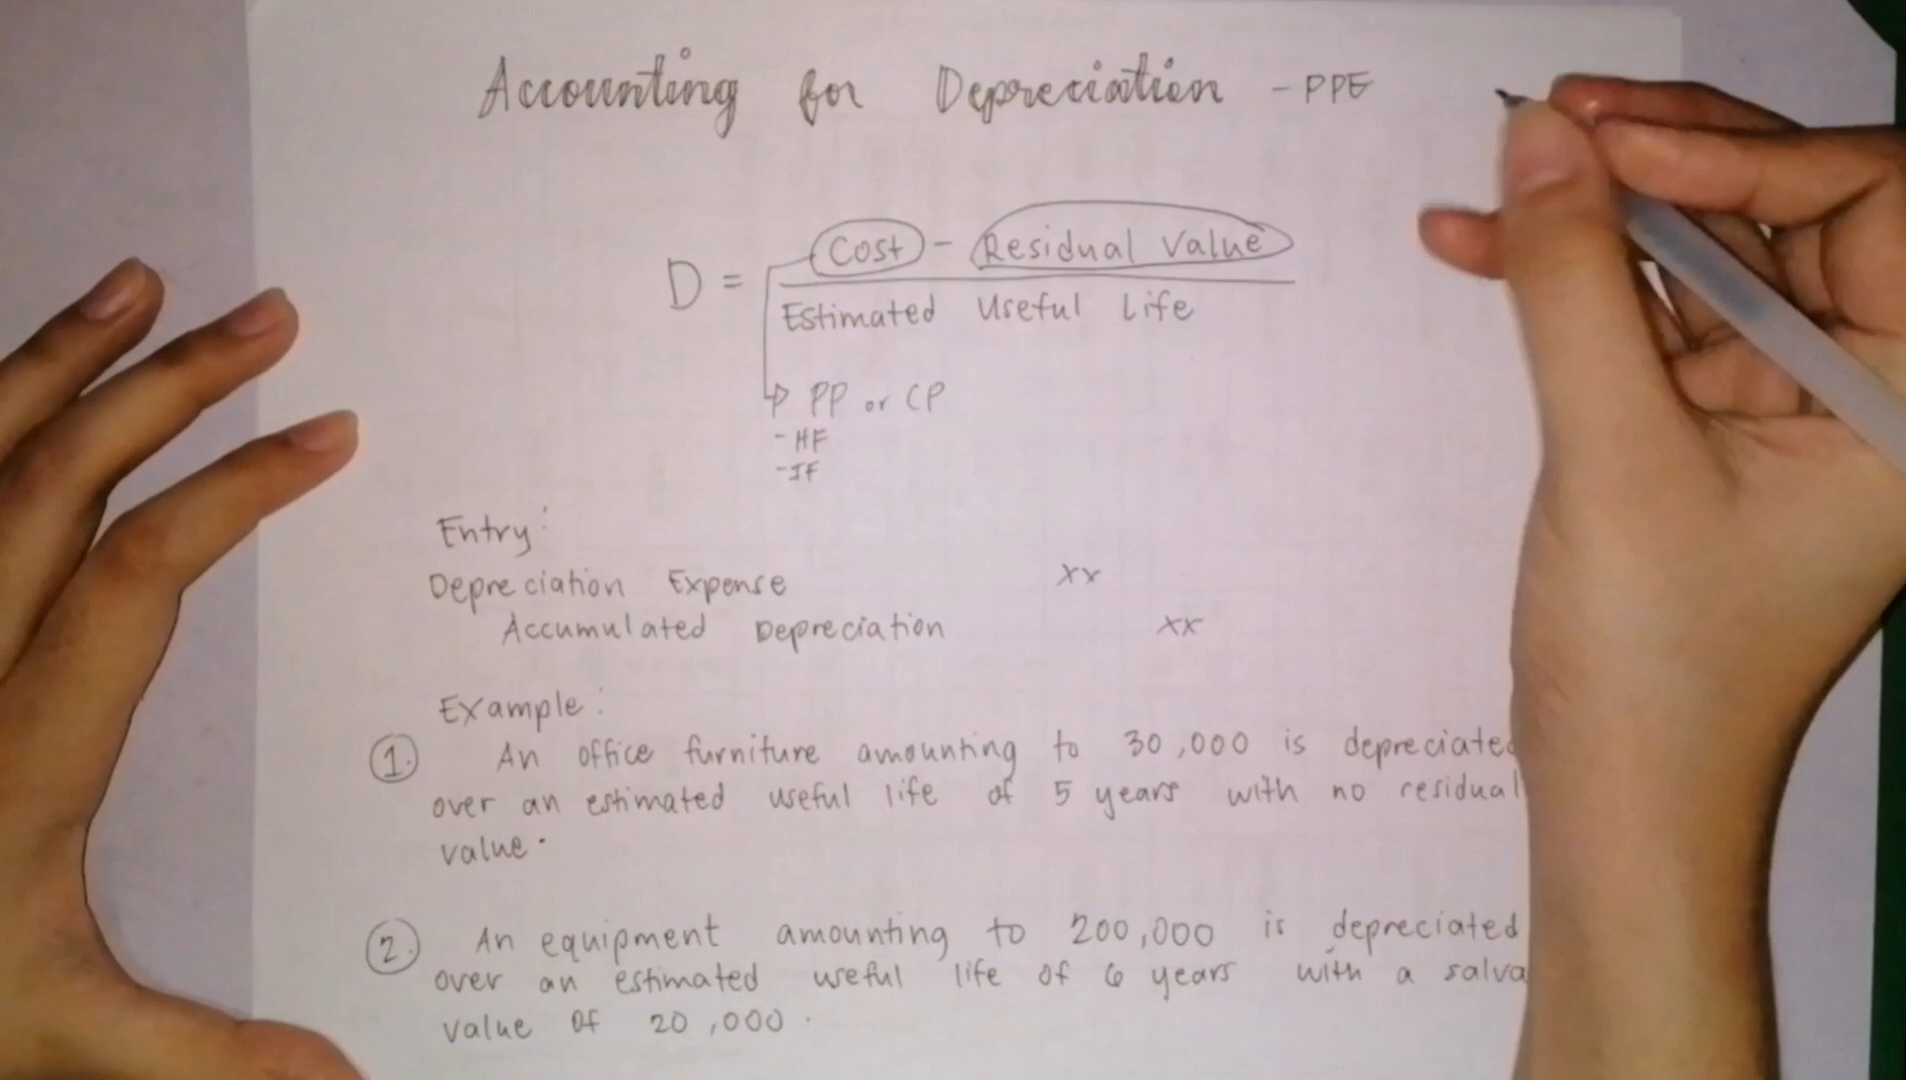 Accounting for Depreciation - PPE
D = Cost - Residual Value
Estimated Useful Life
PP or CP
- HF
- IF
Entry:
Depreciation Expense xx
Accumulated Depreciation xx
Example:
1. An office furniture amounting to 30,000 is depreciated
over an estimated useful life of 5 years with no residual
value.
2. An equipment amounting to 200,000 is depreciated
over an estimated useful life of 6 years with a salva
value of 20,000.